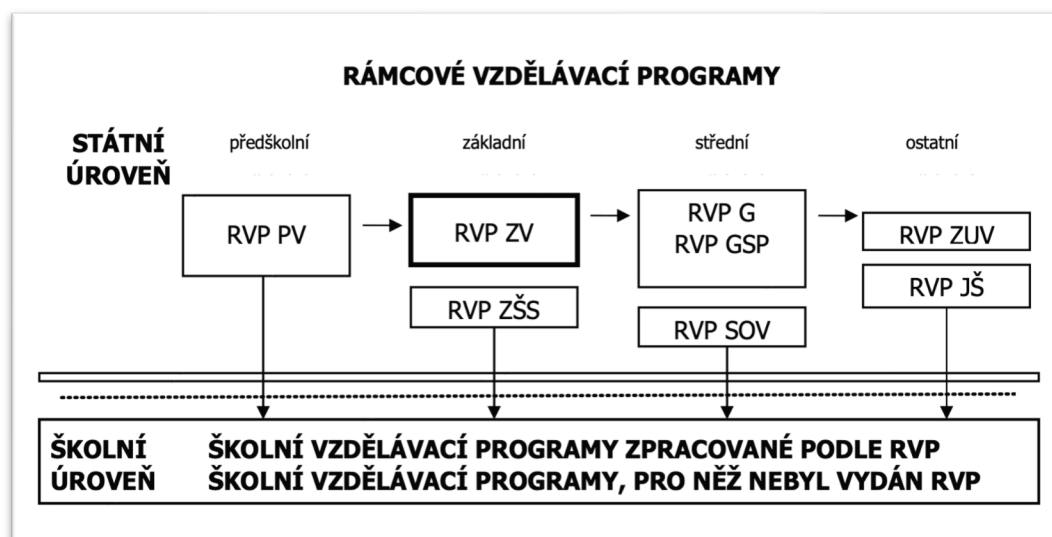 RÁMCOVÉ VZDĚLÁVACÍ PROGRAMY
STÁTNÍ
ÚROVEŇ
předškolní
základní
střední
ostatní
RVP PV
RVP ZV
RVP G
RVP GSP
RVP ZUV
RVP ZŠS
RVP JŠ
RVP SOV
ŠKOLNÍ ŠKOLNÍ VZDĚLÁVACÍ PROGRAMY ZPRACOVANÉ PODLE RVP
ÚROVEŇ ŠKOLNÍ VZDĚLÁVACÍ PROGRAMY, PRO NĚŽ NEBYL VYDÁN RVP